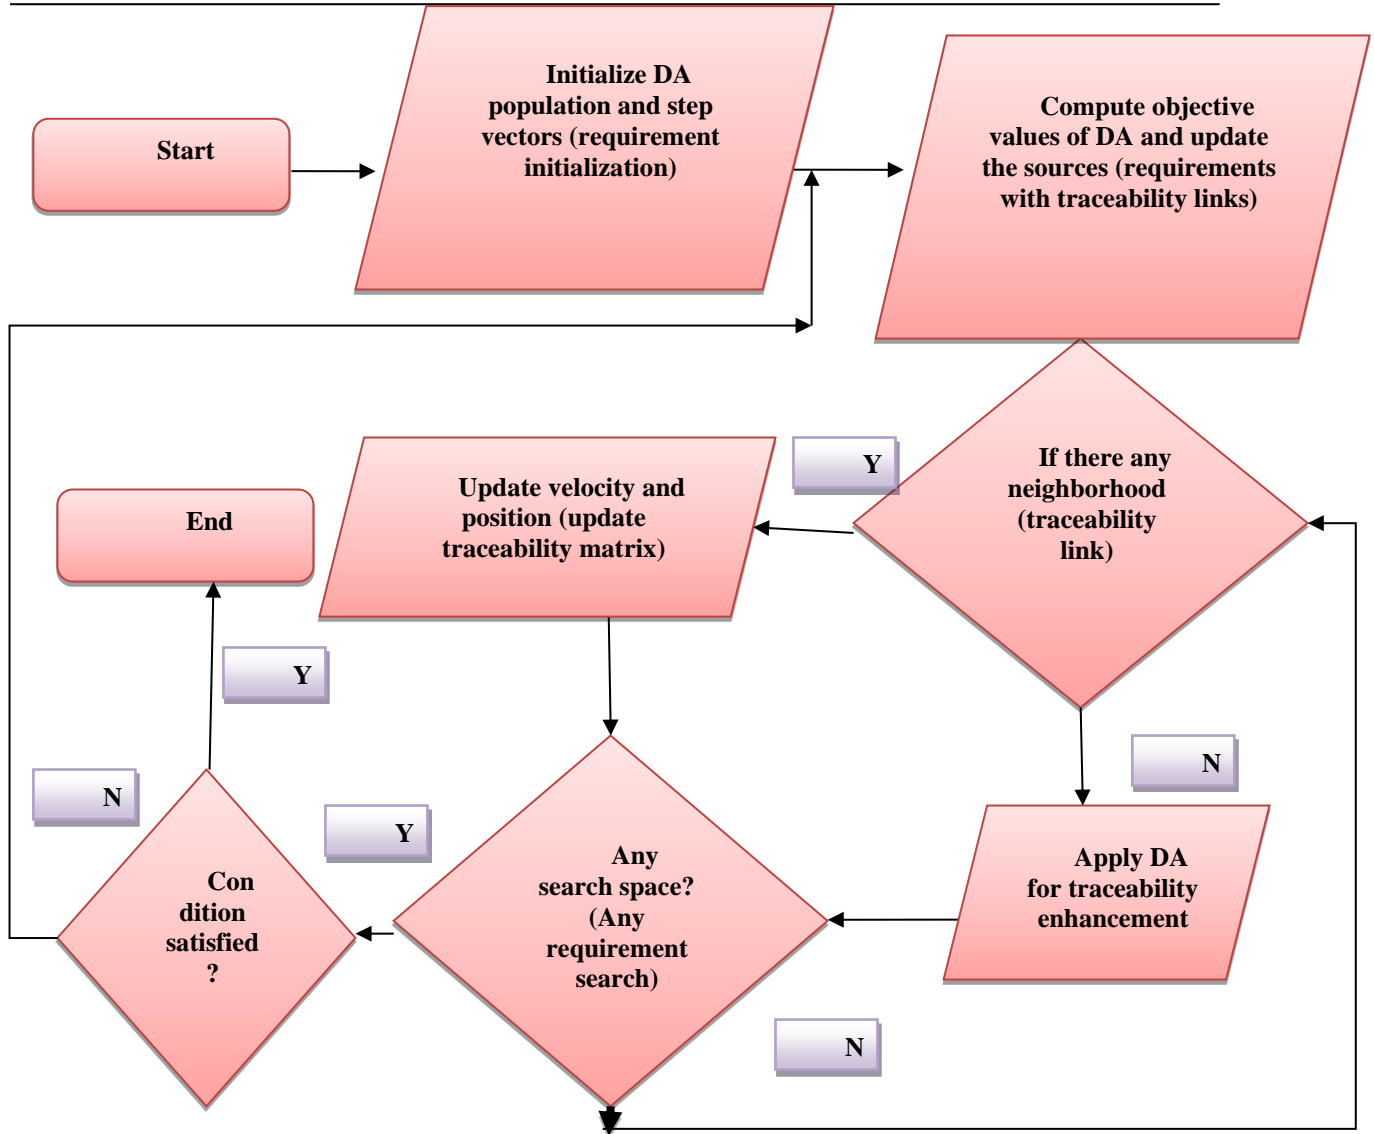 Start
Initialize DA
population and step
vectors (requirement
initialization)
Compute objective
values of DA and update
the sources (requirements
with traceability links)
If there any
neighborhood
(traceability
link)
Y
Update velocity and
position (update
traceability matrix)
End
Y
N
N
Y
Any
search space?
(Any
requirement
search)
Apply DA
for traceability
enhancement
Con
dition
satisfied
?
N